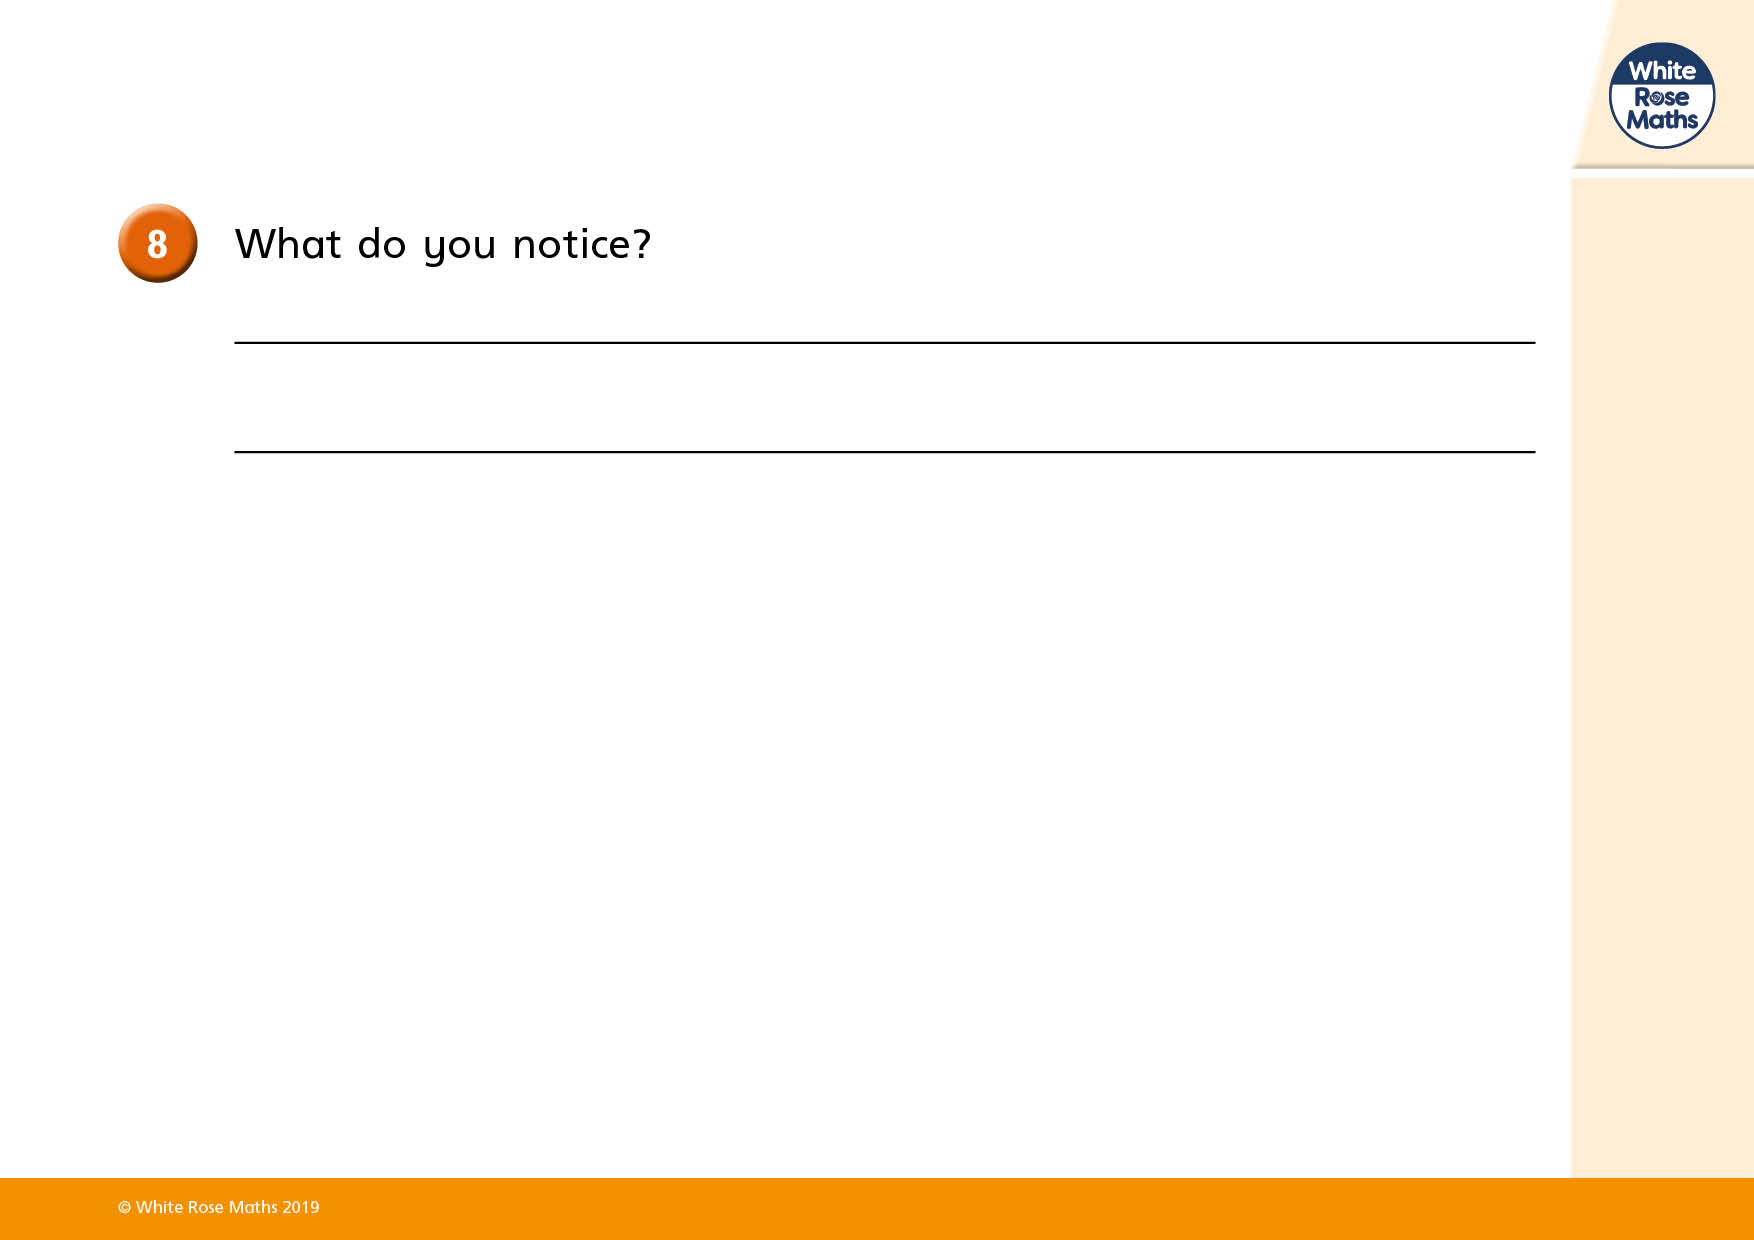 White
Rose
Maths
8 What do you notice?
© White Rose Maths 2019